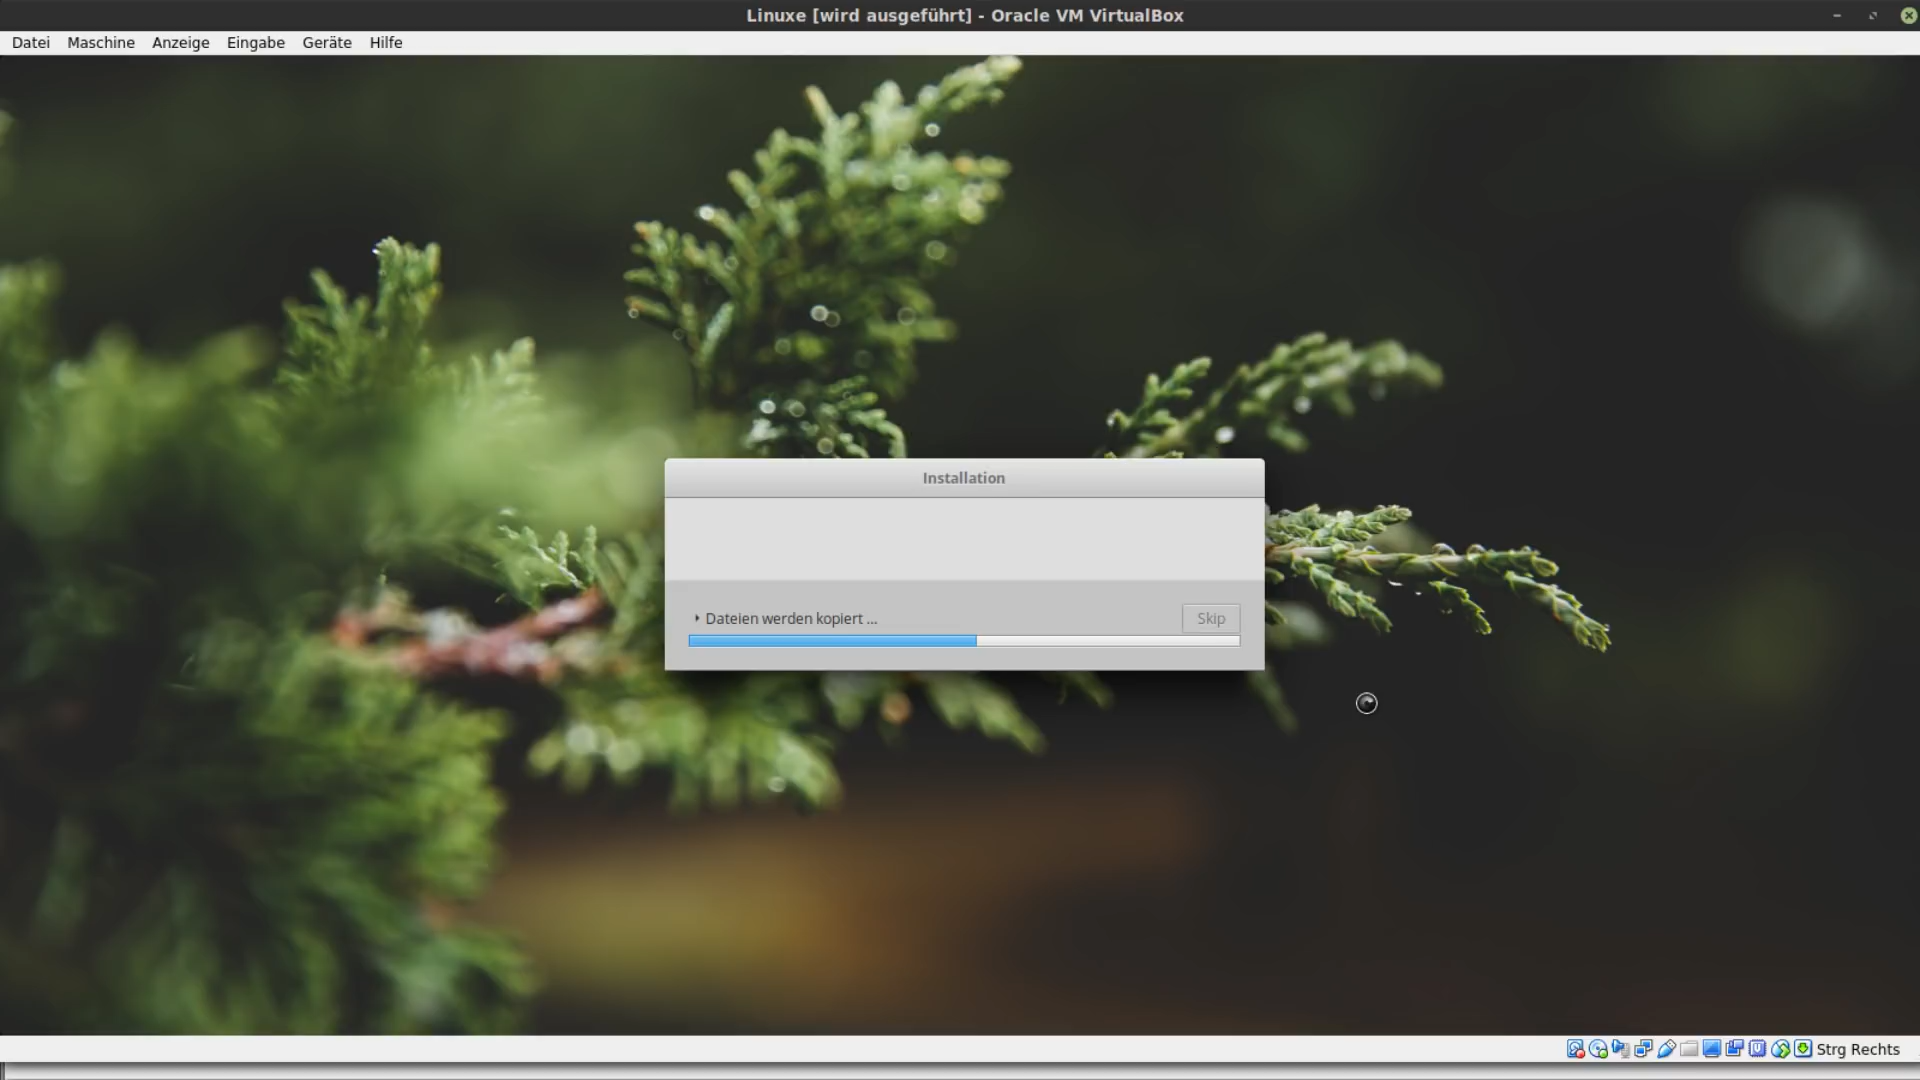 Linuxe [wird ausgeführt] - Oracle VM VirtualBox
Datei Maschine Anzeige Eingabe Geräte Hilfe
Installation
Dateien werden kopiert ...
Skip
Strg Rechts